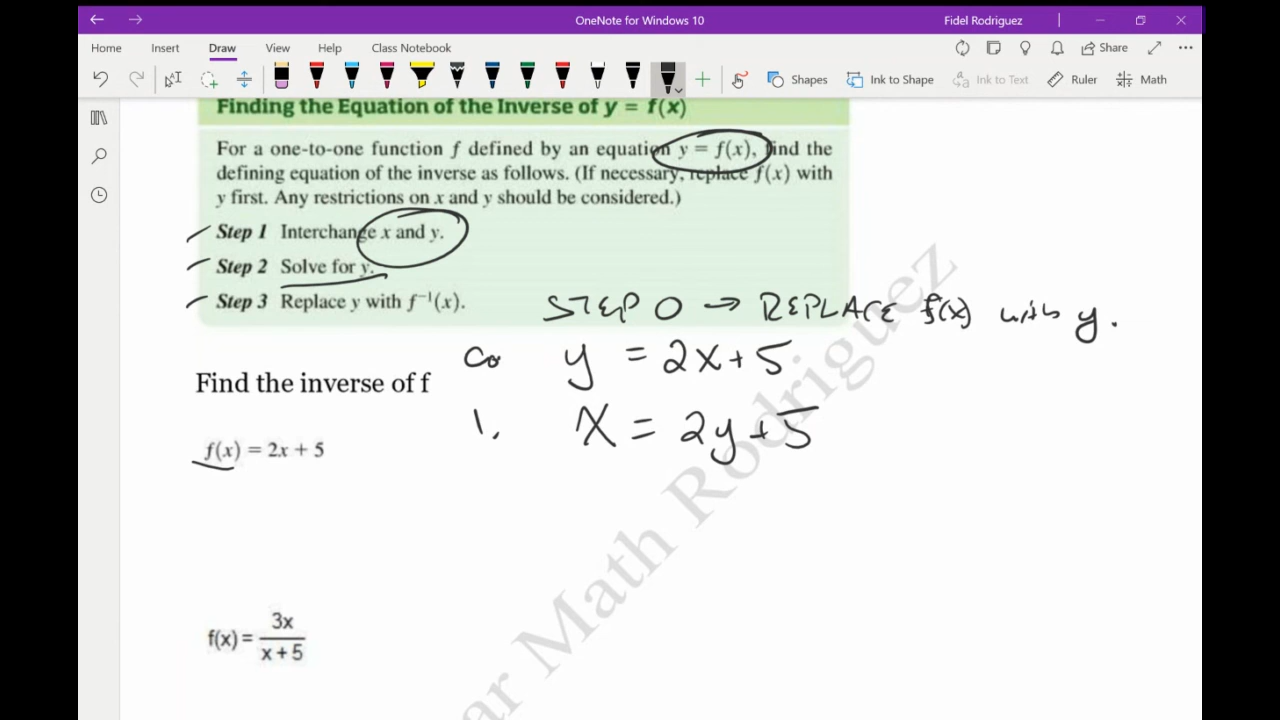 OneNote for Windows 10
Fidel Rodriguez
Home Insert Draw View Help Class Notebook
Share
Shapes Ink to Shape Ink to Text Ruler Math
Finding the Equation of the Inverse of y = f(x)
For a one-to-one function f defined by an equation y = f(x), find the
defining equation of the inverse as follows. (If necessary, replace f(x) with
y first. Any restrictions on x and y should be considered.)
Step 1 Interchange x and y.
Step 2 Solve for y.
Step 3 Replace y with f⁻¹(x).
STEP 0 → REPLACE f(x) with y.
y = 2x + 5
Find the inverse of f
1. x = 2y + 5
f(x) = 2x + 5
f(x) = 3x / x + 5
ar Math Rodriguez